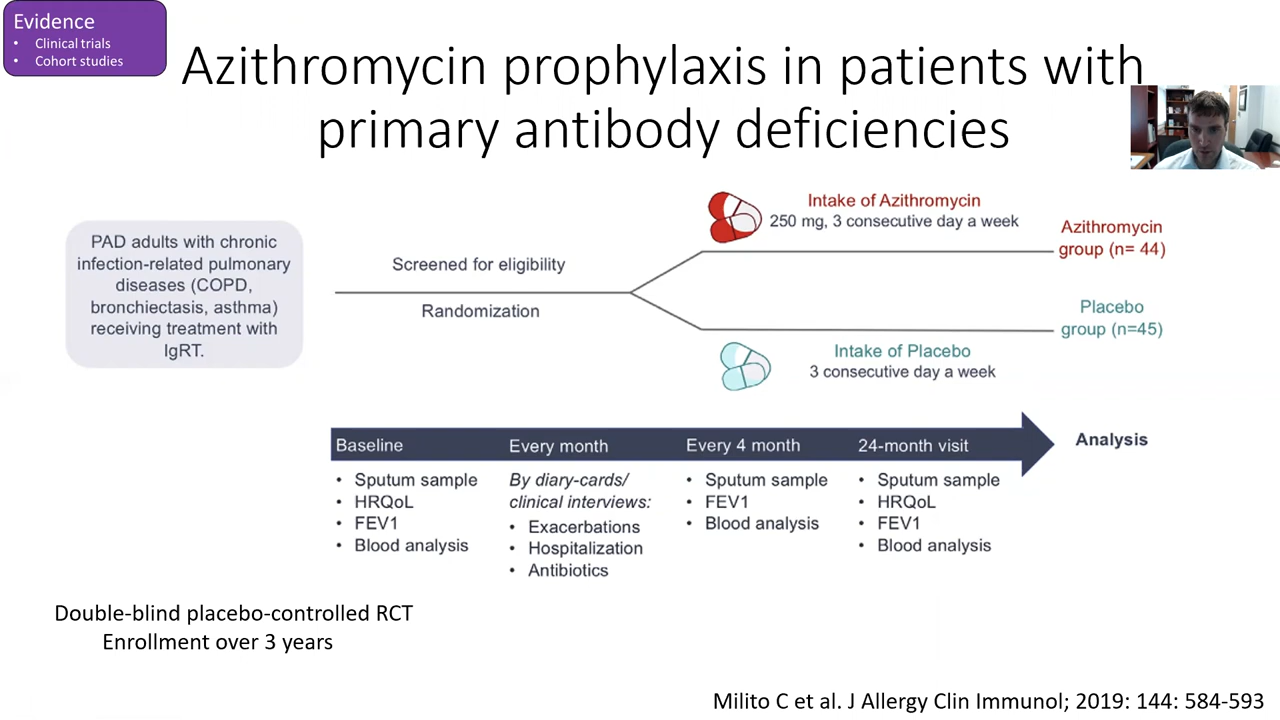 Evidence
• Clinical trials
• Cohort studies
Azithromycin prophylaxis in patients with
primary antibody deficiencies
PAD adults with chronic
infection-related pulmonary
diseases (COPD,
bronchiectasis, asthma)
receiving treatment with
IgRT.
Screened for eligibility
Randomization
Intake of Azithromycin
250 mg, 3 consecutive day a week
Azithromycin
group (n= 44)
Placebo
group (n=45)
Intake of Placebo
3 consecutive day a week
Baseline
• Sputum sample
• HRQoL
• FEV1
• Blood analysis
Every month
By diary-cards/
clinical interviews:
• Exacerbations
• Hospitalization
• Antibiotics
Every 4 month
• Sputum sample
• FEV1
• Blood analysis
24-month visit
• Sputum sample
• HRQoL
• FEV1
• Blood analysis
Analysis
Double-blind placebo-controlled RCT
Enrollment over 3 years
Milito C et al. J Allergy Clin Immunol; 2019: 144: 584-593